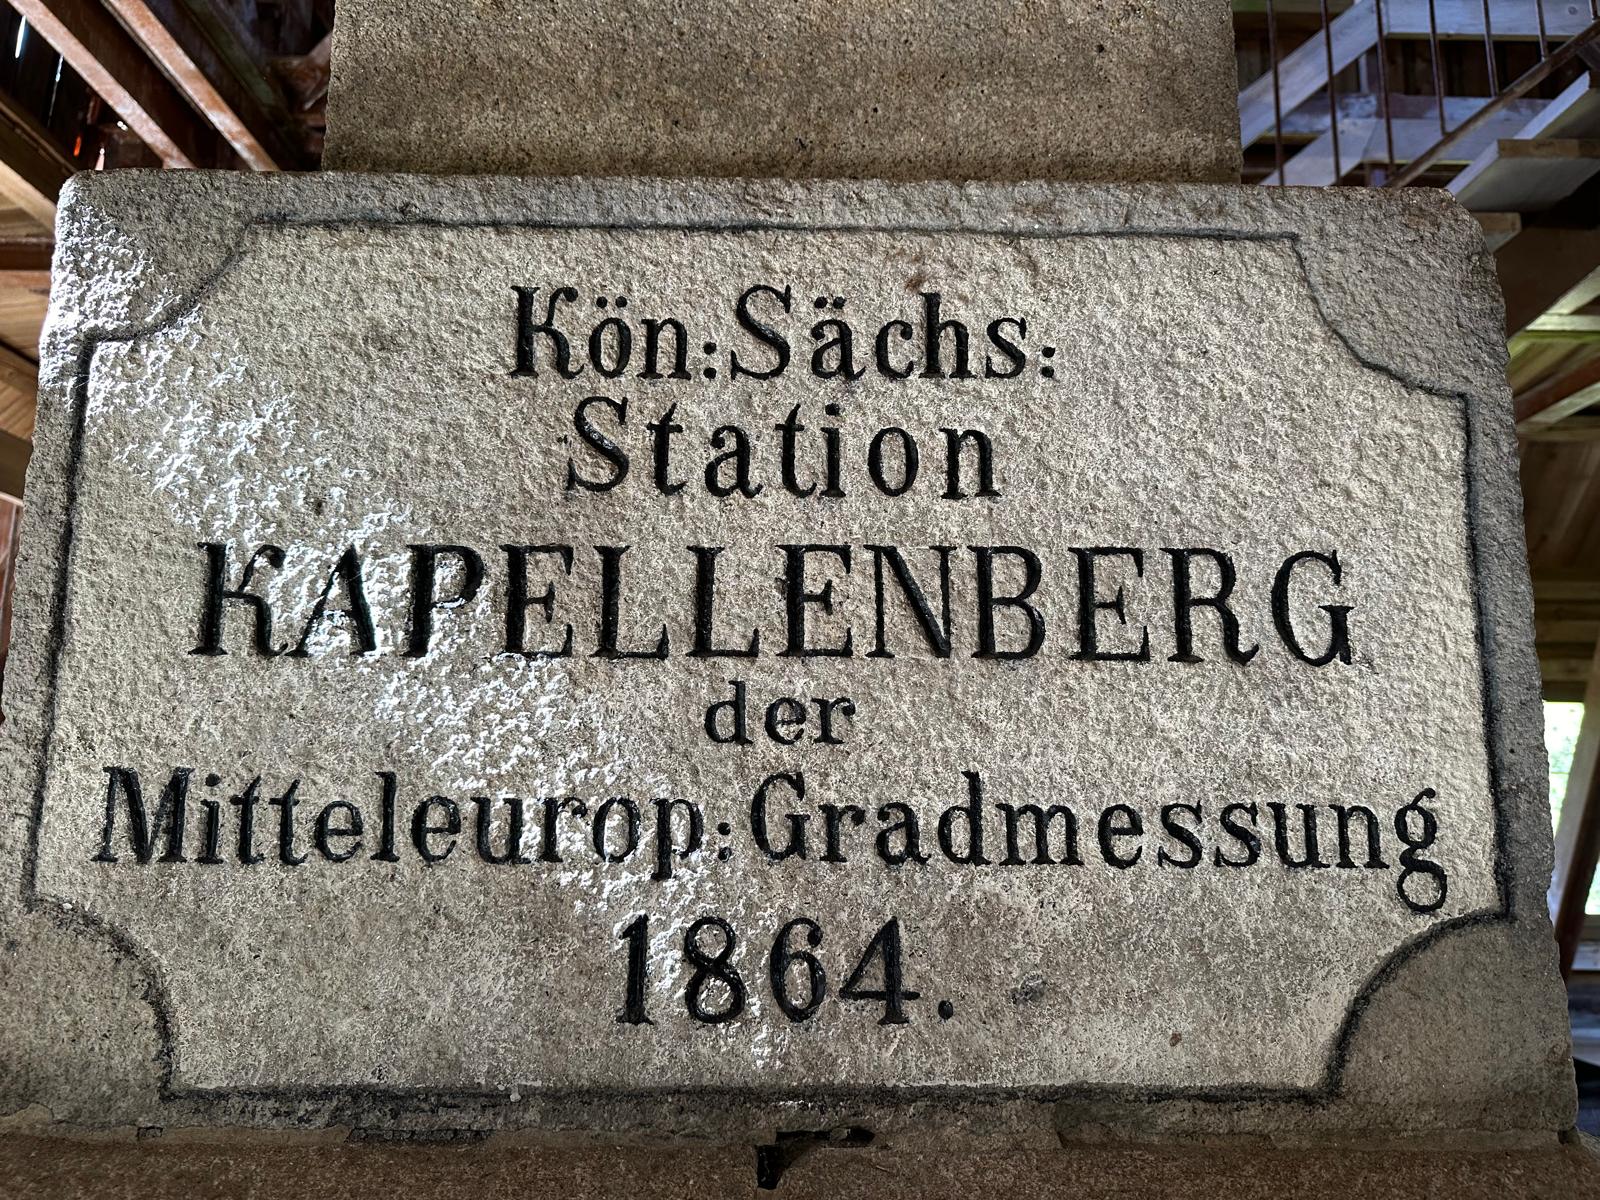 Kön: Sächs:
Station
KAPELLENBERG
der
Mitteleurop: Gradmessung
1864.